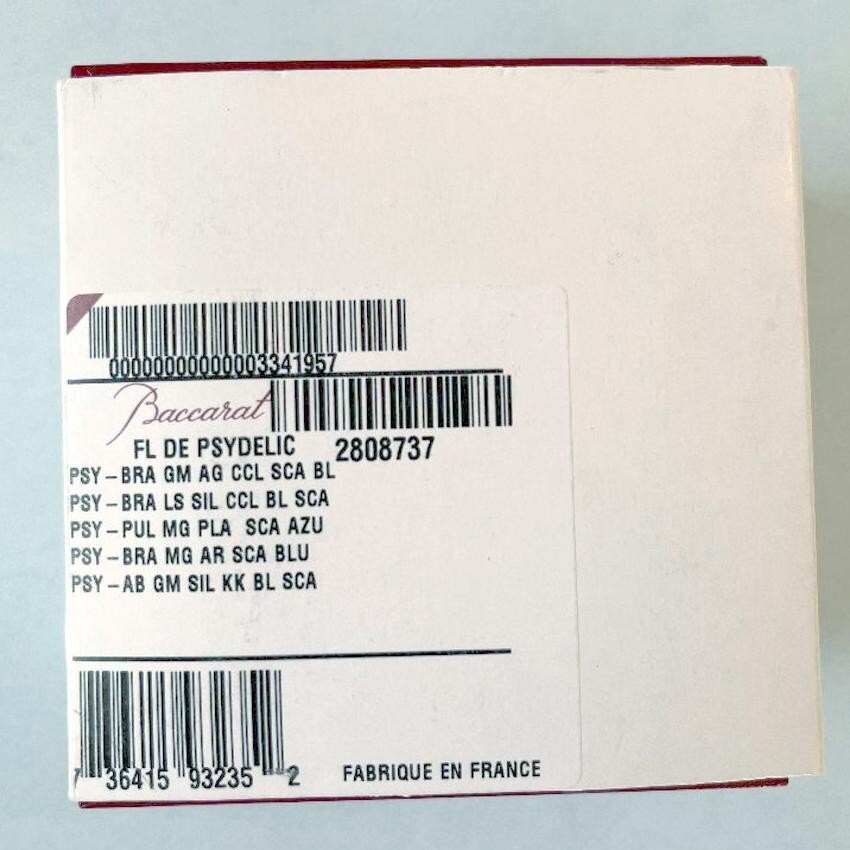 00000000000003341957
Baccarat
FL DE PSYDELIC 2808737
PSY-BRA GM AG CCL SCA BL
PSY-BRA LS SIL CCL BL SCA
PSY-PUL MG PLA SCA AZU
PSY-BRA MG AR SCA BLU
PSY-AB GM SIL KK BL SCA
7 36415 93235 2
FABRIQUE EN FRANCE